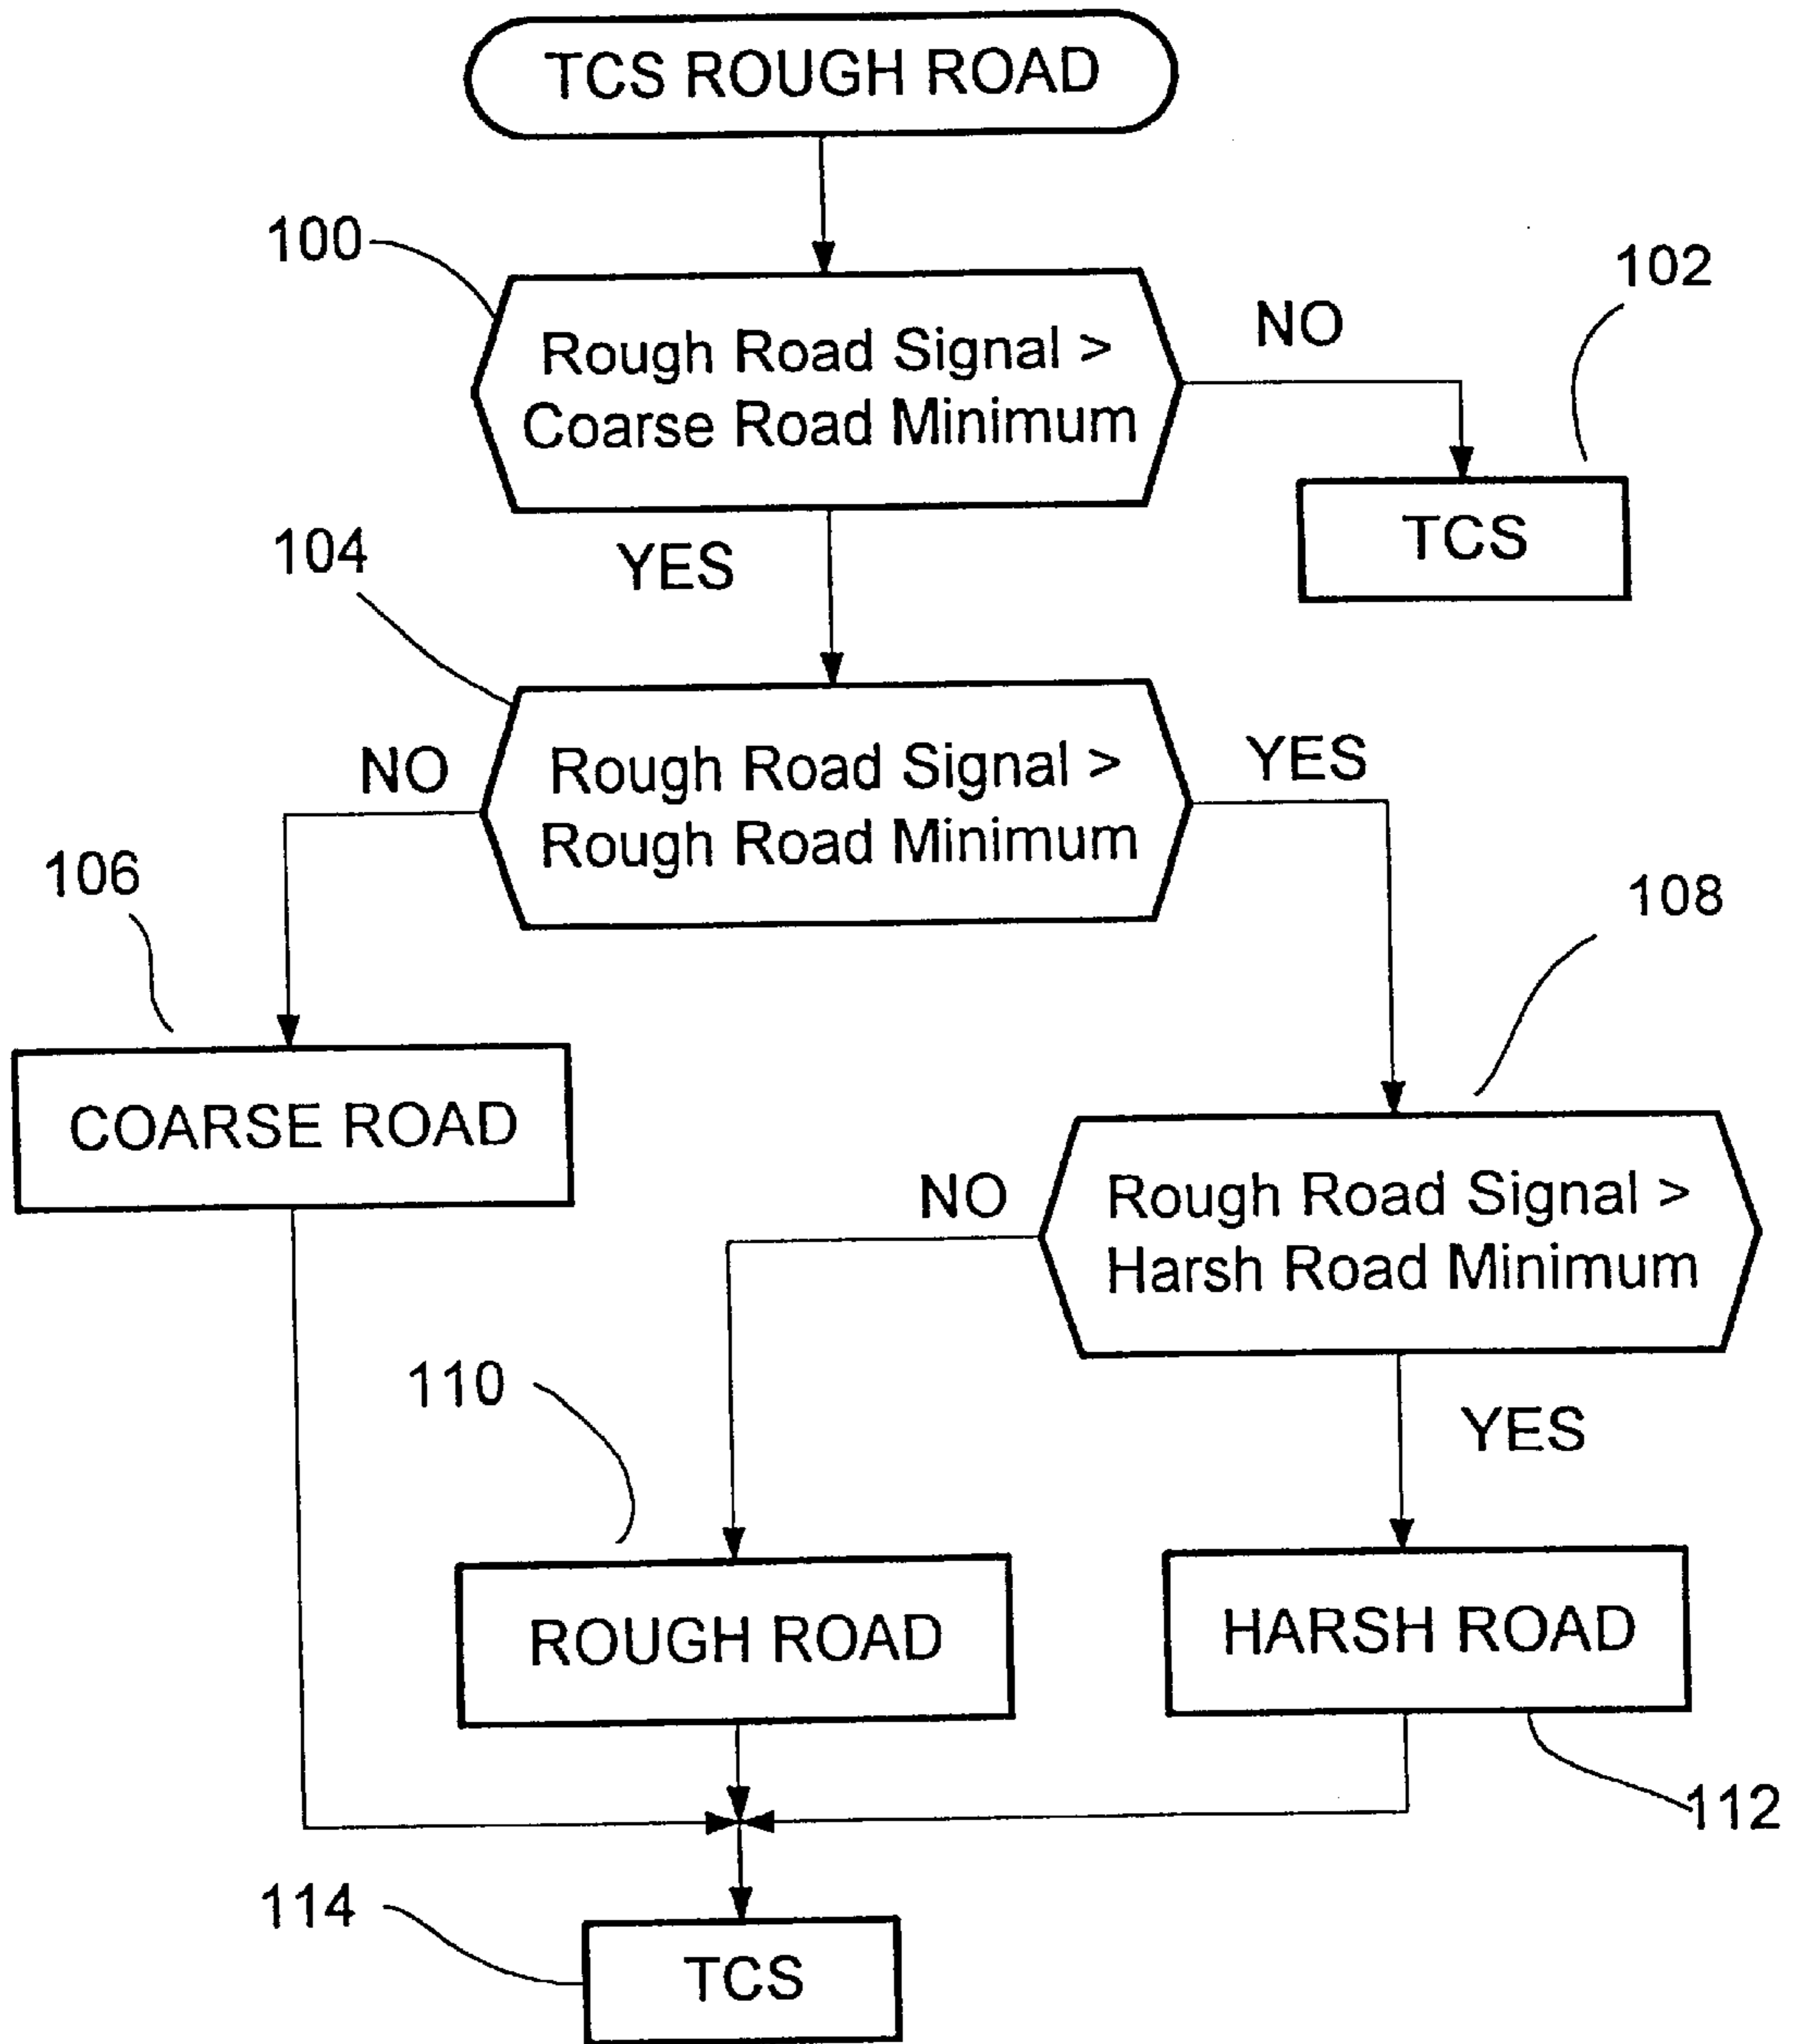 TCS ROUGH ROAD
100
102
Rough Road Signal >
Coarse Road Minimum
NO
TCS
104
YES
NO
Rough Road Signal >
Rough Road Minimum
YES
106
108
COARSE ROAD
NO
Rough Road Signal >
Harsh Road Minimum
110
YES
ROUGH ROAD
HARSH ROAD
112
114
TCS